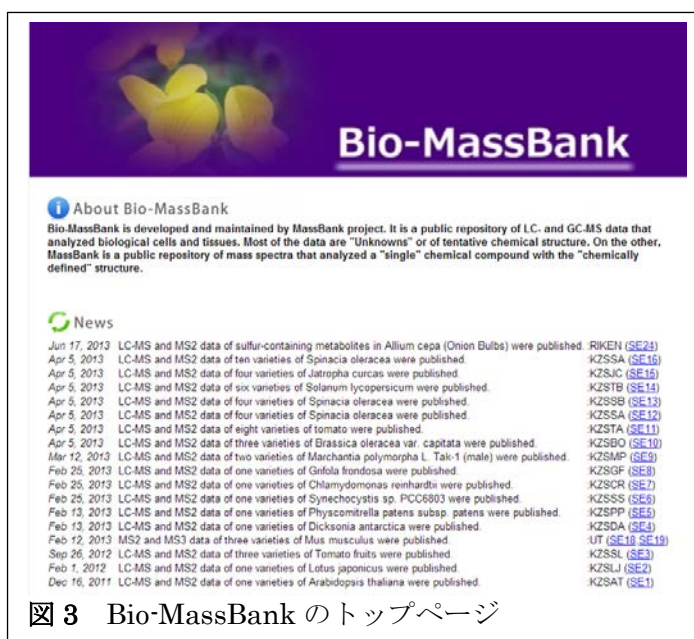 Bio-MassBank
About Bio-MassBank
Bio-MassBank is developed and maintained by MassBank project. It is a public repository of LC- and GC-MS data that
analyzed biological cells and tissues. Most of the data are "Unknowns" or of tentative chemical structure. On the other,
MassBank is a public repository of mass spectra that analyzed a "single" chemical compound with the "chemically
defined" structure.
News
Jun 17, 2013 LC-MS and MS2 data of sulfur-containing metabolites in Allium cepa (Onion Bulbs) were published. :RIKEN (SE24)
Apr 5, 2013 LC-MS and MS2 data of ten varieties of Spinacia oleracea were published. :KZSSA (SE16)
Apr 5, 2013 LC-MS and MS2 data of four varieties of Jatropha curcas were published. :KZSJC (SE15)
Apr 5, 2013 LC-MS and MS2 data of six varieties of Solanum lycopersicum were published. :KZSTB (SE14)
Apr 5, 2013 LC-MS and MS2 data of four varieties of Spinacia oleracea were published. :KZSSB (SE13)
Apr 5, 2013 LC-MS and MS2 data of four varieties of Spinacia oleracea were published. :KZSSA (SE12)
Apr 5, 2013 LC-MS and MS2 data of eight varieties of tomato were published. :KZSTA (SE11)
Apr 5, 2013 LC-MS and MS2 data of three varieties of Brassica oleracea var. capitata were published. :KZSBO (SE10)
Mar 12, 2013 LC-MS and MS2 data of two varieties of Marchantia polymorpha L. Tak-1 (male) were published. :KZSMP (SE9)
Feb 25, 2013 LC-MS and MS2 data of one varieties of Grifola frondosa were published. :KZSGF (SE8)
Feb 25, 2013 LC-MS and MS2 data of one varieties of Chlamydomonas reinhardtii were published. :KZSCR (SE7)
Feb 25, 2013 LC-MS and MS2 data of one varieties of Synechocystis sp. PCC6803 were published. :KZSSS (SE6)
Feb 13, 2013 LC-MS and MS2 data of one varieties of Physcomitrella patens subsp. patens were published. :KZSPP (SE5)
Feb 13, 2013 LC-MS and MS2 data of one varieties of Dicksonia antarctica were published. :KZSDA (SE4)
Feb 12, 2013 MS2 and MS3 data of three varieties of Mus musculus were published. :UT (SE18 SE19)
Sep 26, 2012 LC-MS and MS2 data of three varieties of Tomato fruits were published. :KZSSL (SE3)
Feb 1, 2012 LC-MS and MS2 data of one varieties of Lotus japonicus were published. :KZSLJ (SE2)
Dec 16, 2011 LC-MS and MS2 data of one varieties of Arabidopsis thaliana were published. :KZSAT (SE1)
図 3 Bio-MassBank のトップページ